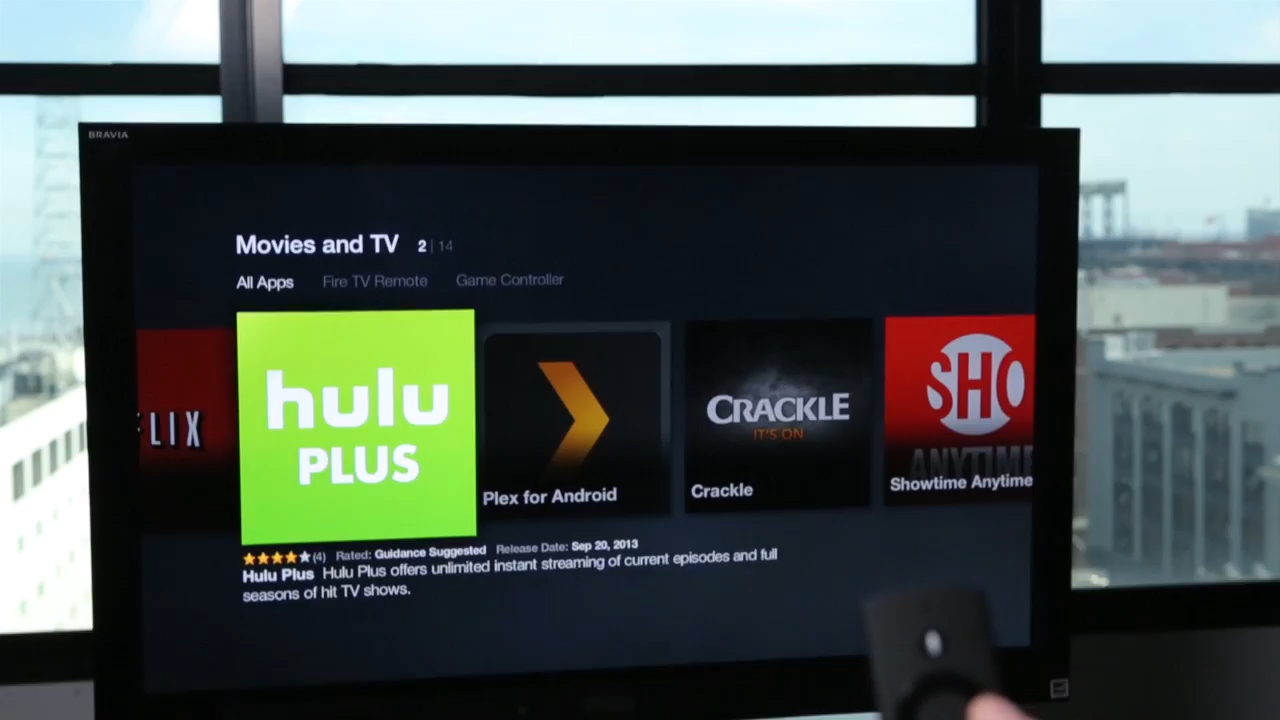 BRAVIA
Movies and TV 2 | 14
All Apps Fire TV Remote Game Controller
FLIX
hulu
PLUS
Plex for Android
CRACKLE
IT'S ON
Crackle
SHO
ANYTIME
Showtime Anytime
(4) Rated: Guidance Suggested Release Date: Sep 20, 2013
Hulu Plus Hulu Plus offers unlimited instant streaming of current episodes and full
seasons of hit TV shows.